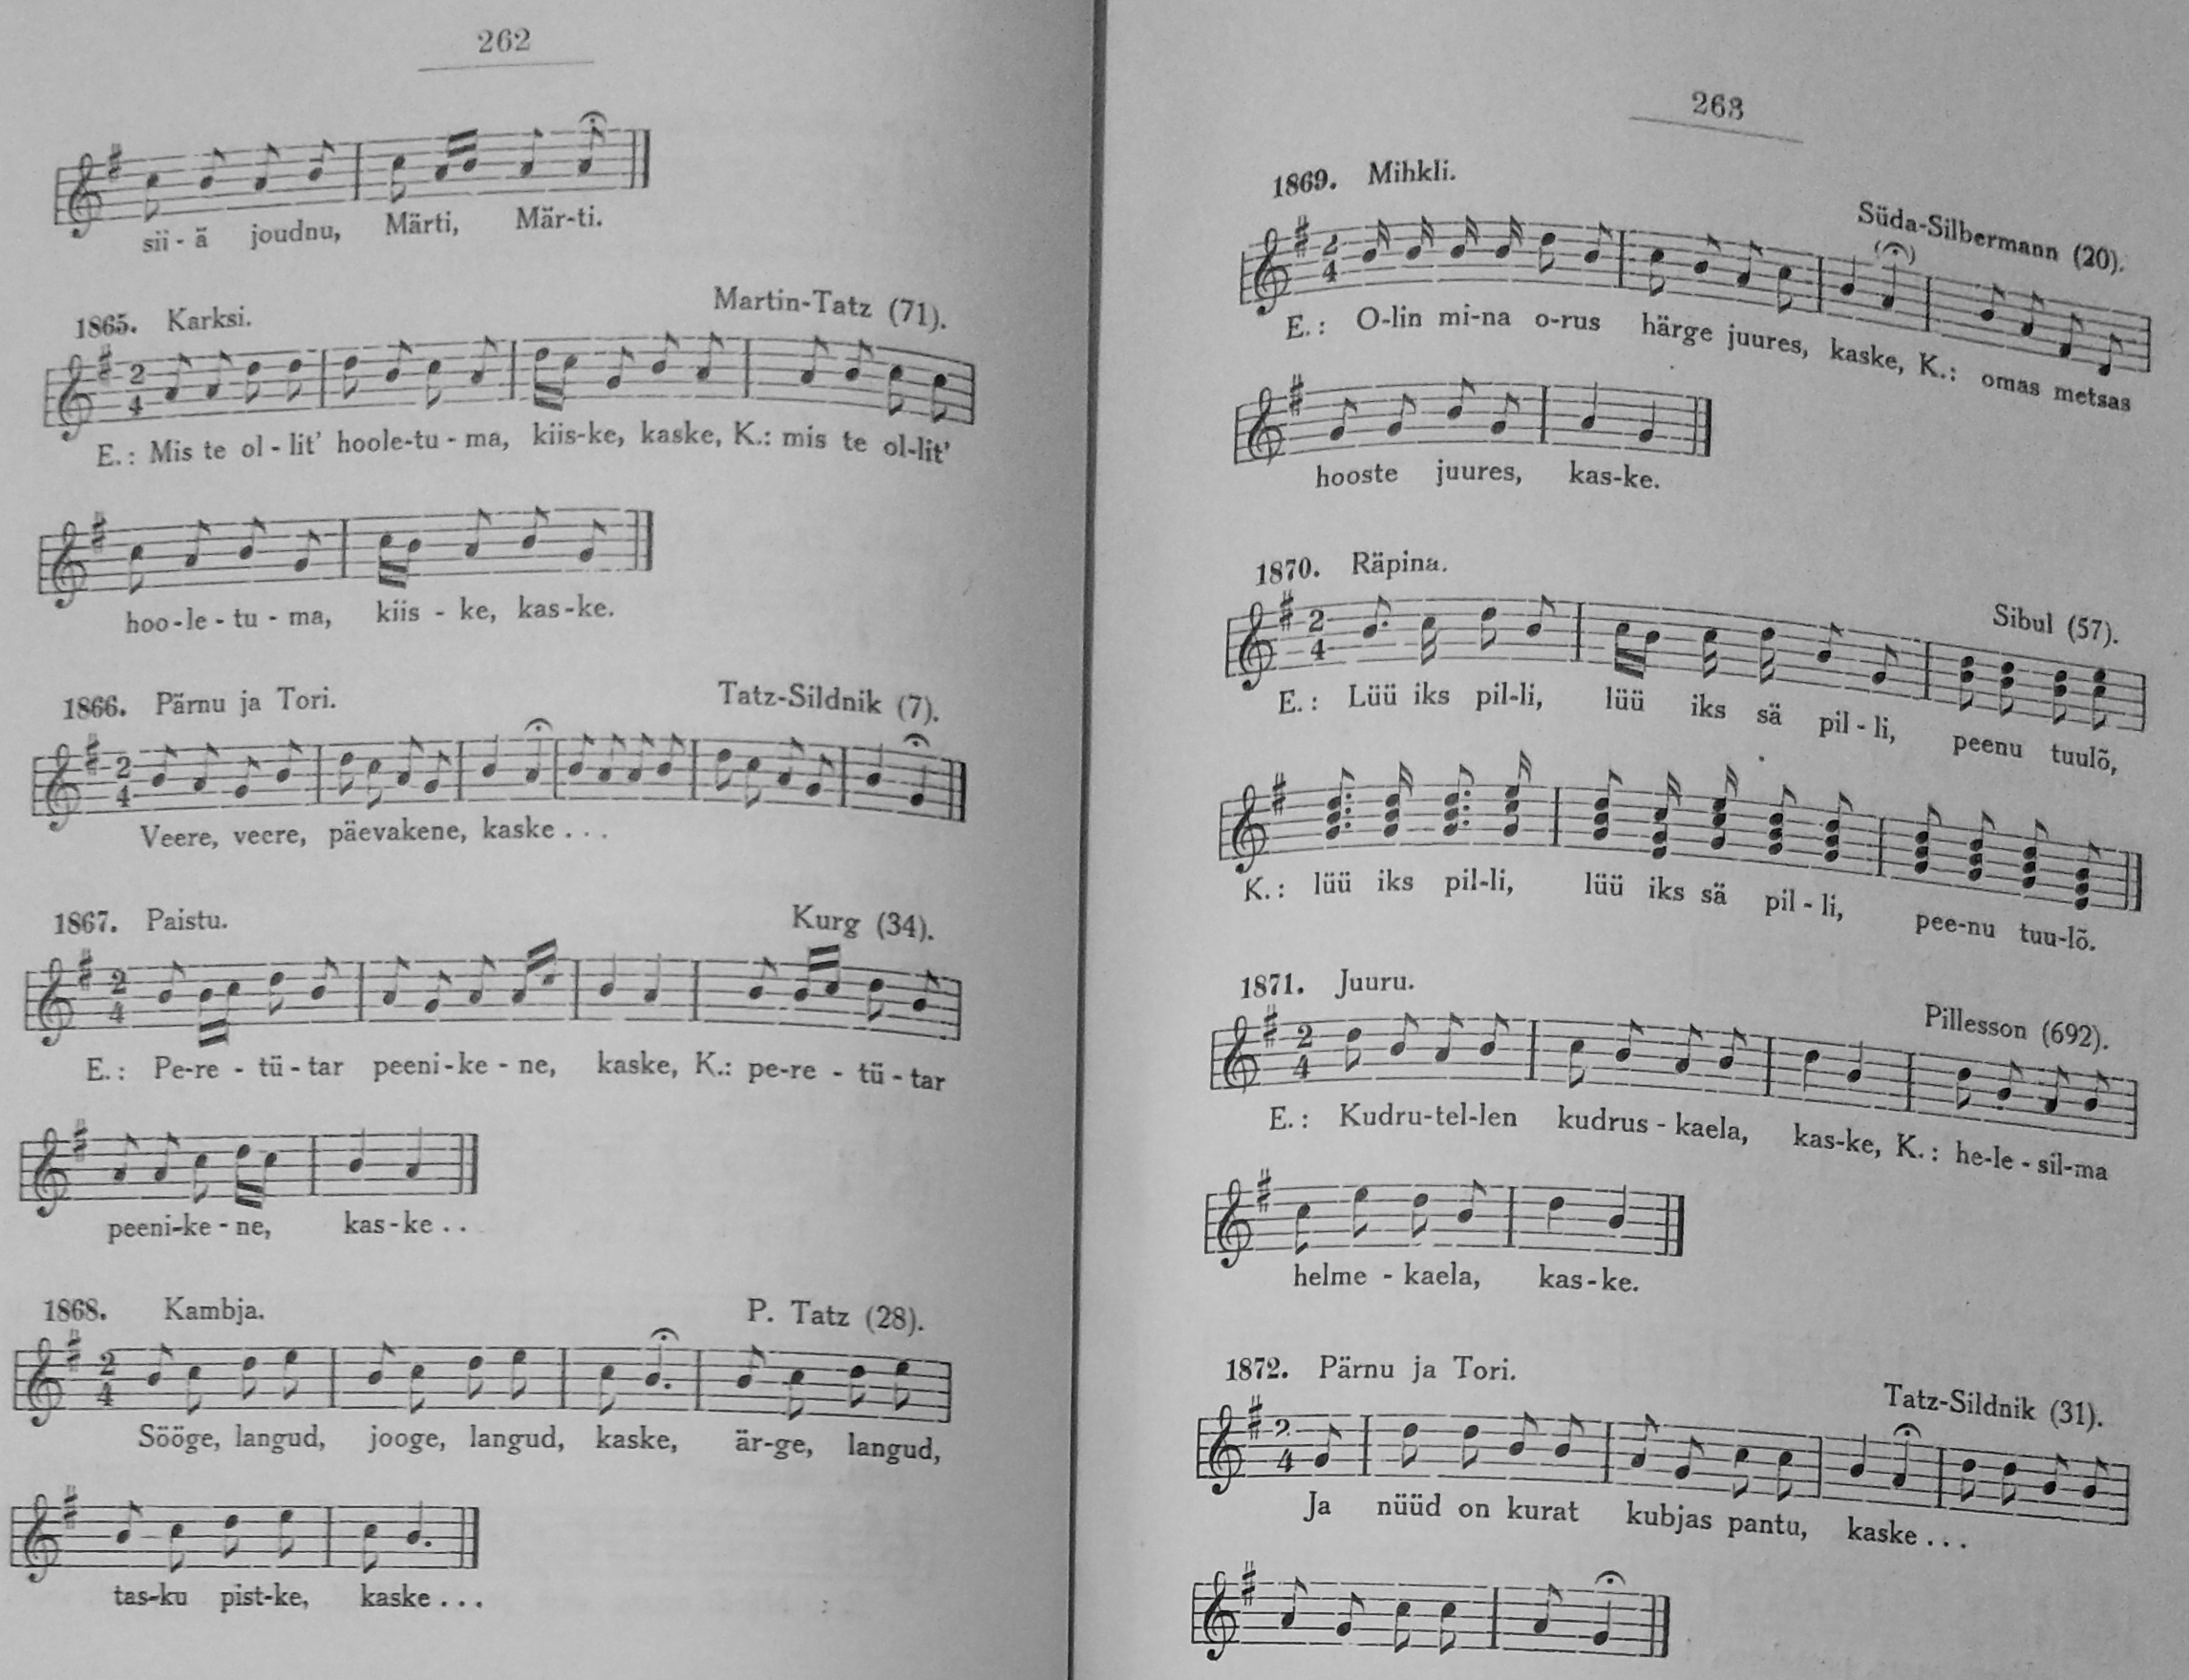 262
sii - ä joudnu, Märti, Mär-ti.
1865. Karksi.
Martin-Tatz (71).
2 4
E.: Mis te ol - lit' hoole-tu - ma, kiis-ke, kaske, K.: mis te ol-lit'
hoo-le - tu - ma, kiis - ke, kas-ke.
1866. Pärnu ja Tori.
Tatz-Sildnik (7).
2 4
Veere, veere, päevakene, kaske . . .
1867. Paistu.
Kurg (34).
2 4
E.: Pe-re - tü - tar peeni-ke - ne, kaske, K.: pe-re - tü - tar
peeni-ke - ne, kas-ke . .
1868. Kambja.
P. Tatz (28).
2 4
Sööge, langud, jooge, langud, kaske, är-ge, langud,
tas-ku pist-ke, kaske . . .
263
1869. Mihkli.
Süda-Silbermann (20).
2 4
E.: O-lin mi-na o-rus härge juures, kaske, K.: omas metsas
hooste juures, kas-ke.
1870. Räpina.
Sibul (57).
2 4
E.: Lüü iks pil-li, lüü iks sä pil - li, peenu tuulõ,
K.: lüü iks pil-li, lüü iks sä pil - li, pee-nu tuu-lõ.
1871. Juuru.
Pillesson (692).
2 4
E.: Kudru-tel-len kudrus - kaela, kas-ke, K.: he-le - sil-ma
helme - kaela, kas-ke.
1872. Pärnu ja Tori.
Tatz-Sildnik (31).
2 4
Ja nüüd on kurat kubjas pantu, kaske . . .